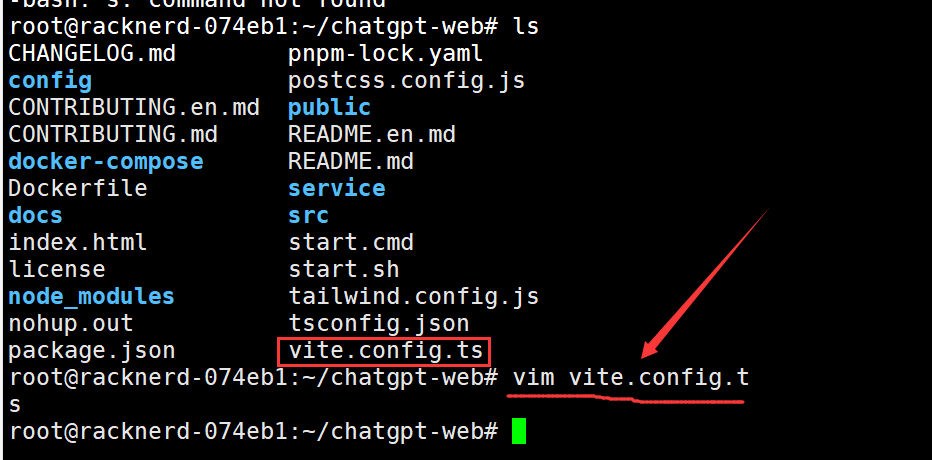 -bash: s: command not found
root@racknerd-074eb1:~/chatgpt-web# ls
CHANGELOG.md pnpm-lock.yaml
config postcss.config.js
CONTRIBUTING.en.md public
CONTRIBUTING.md README.en.md
docker-compose README.md
Dockerfile service
docs src
index.html start.cmd
license start.sh
node_modules tailwind.config.js
nohup.out tsconfig.json
package.json vite.config.ts
root@racknerd-074eb1:~/chatgpt-web# vim vite.config.t
s
root@racknerd-074eb1:~/chatgpt-web#